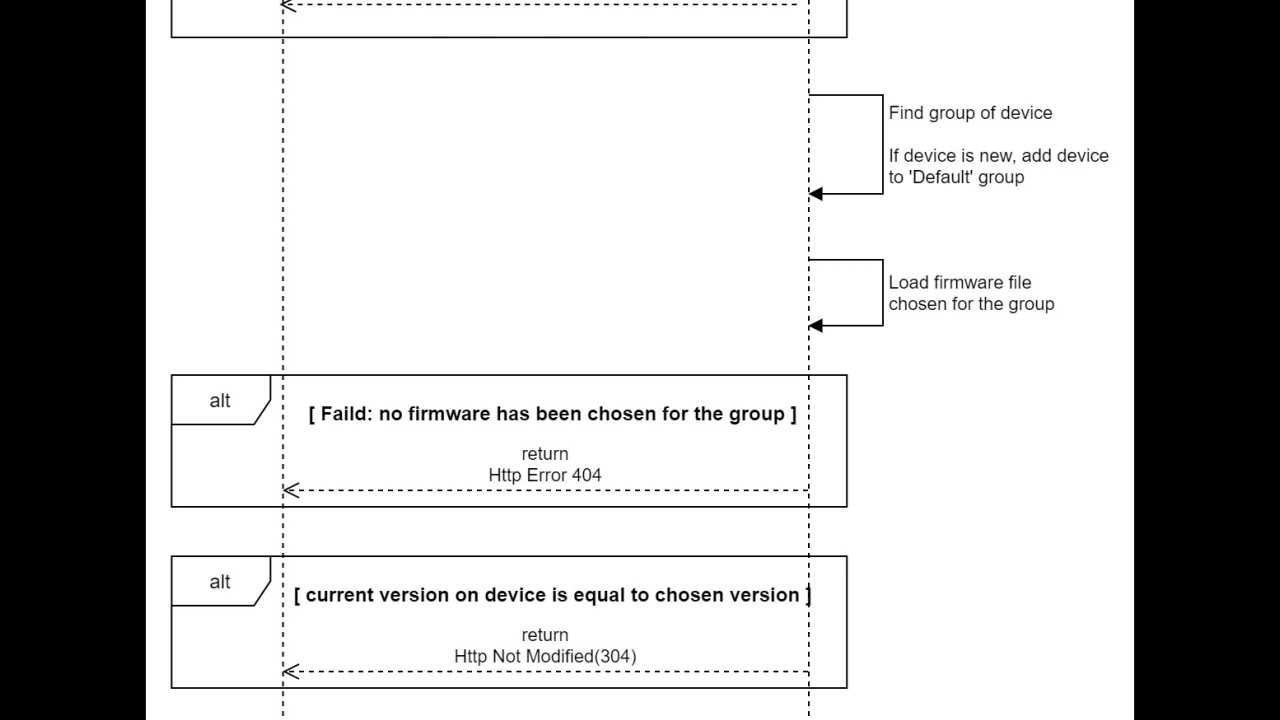 Find group of device
If device is new, add device
to 'Default' group
Load firmware file
chosen for the group
alt
[ Faild: no firmware has been chosen for the group ]
return
Http Error 404
alt
[ current version on device is equal to chosen version ]
return
Http Not Modified(304)